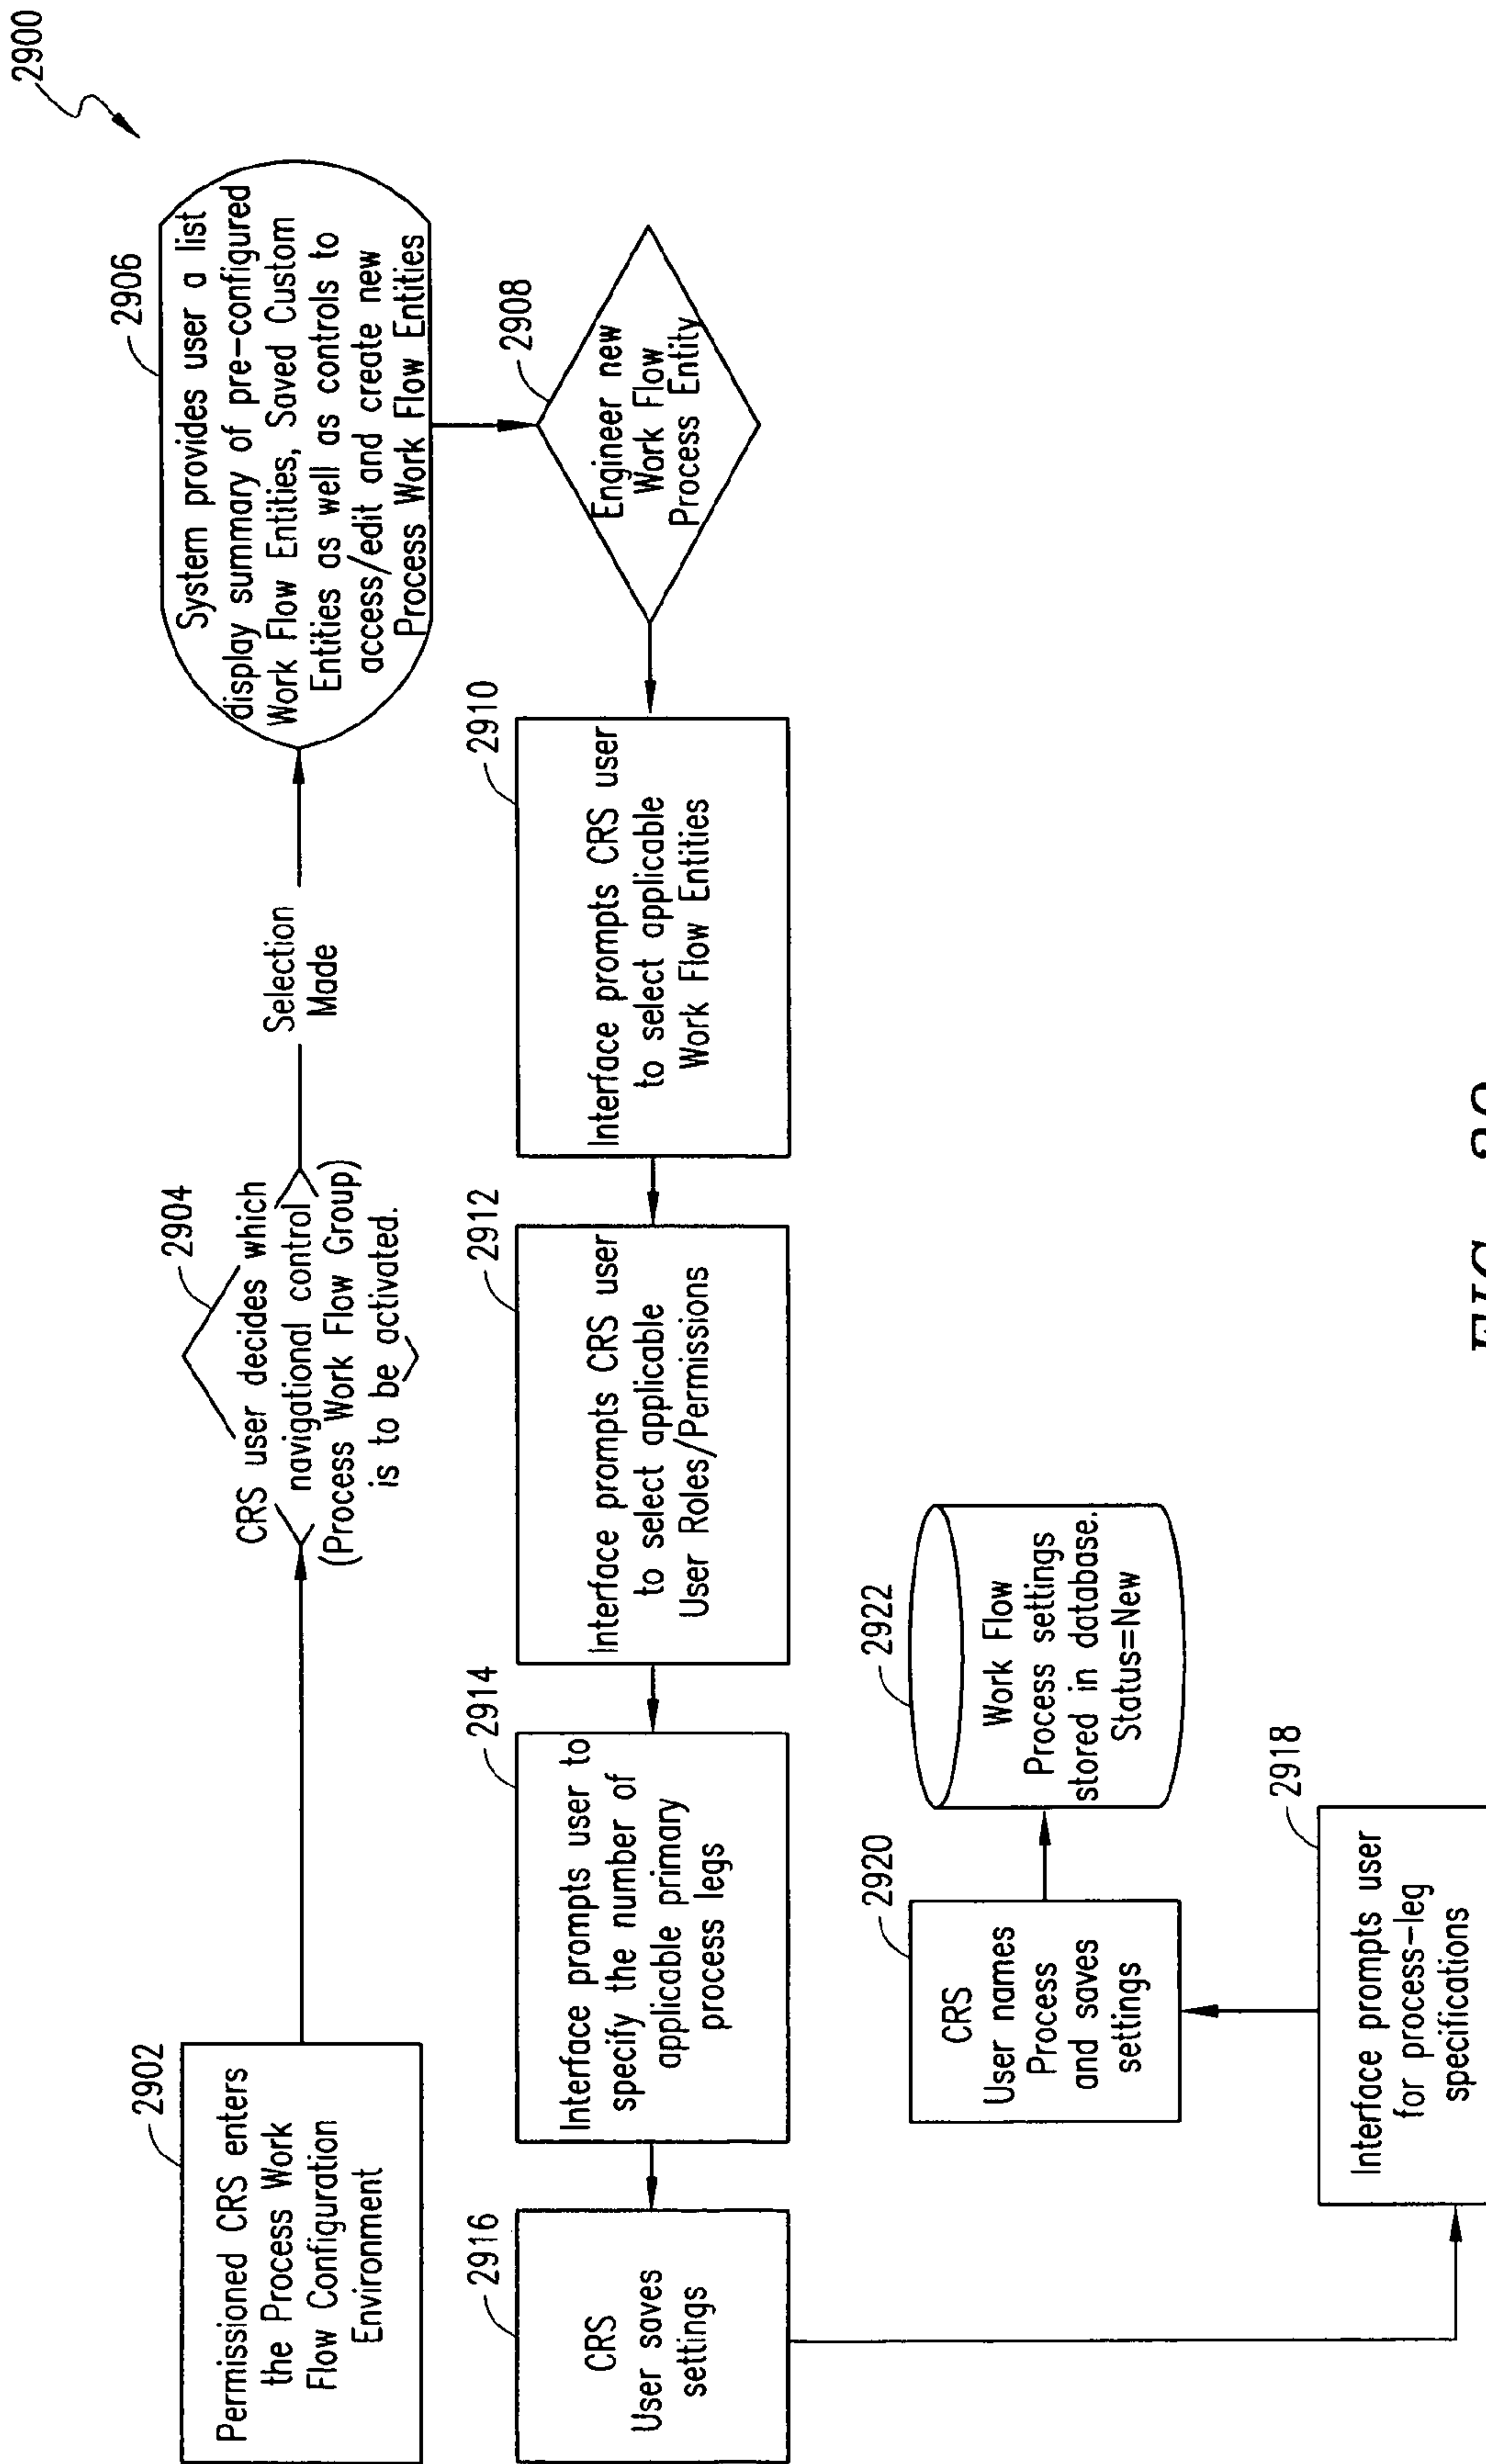 2900
2902
Permissioned CRS enters
the Process Work
Flow Configuration
Environment
2904
CRS user decides which
navigational control
(Process Work Flow Group)
is to be activated.
Selection
Made
2906
System provides user a list
display summary of pre-configured
Work Flow Entities, Saved Custom
Entities as well as controls to
access/edit and create new
Process Work Flow Entities
2908
Engineer new
Work Flow
Process Entity
2910
Interface prompts CRS user
to select applicable
Work Flow Entities
2912
Interface prompts CRS user
to select applicable
User Roles/Permissions
2914
Interface prompts user to
specify the number of
applicable primary
process legs
2916
CRS
User saves
settings
2918
Interface prompts user
for process-leg
specifications
2920
CRS
User names
Process
and saves
settings
2922
Work Flow
Process settings
stored in database.
Status=New
FIG. 29